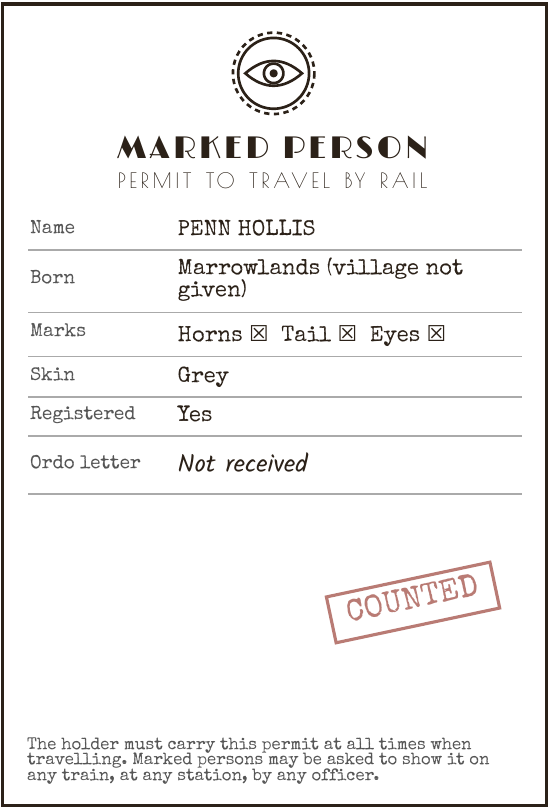 MARKED PERSON
PERMIT TO TRAVEL BY RAIL
Name PENN HOLLIS
Born Marrowlands (village not
given)
Marks Horns ☒ Tail ☒ Eyes ☒
Skin Grey
Registered Yes
Ordo letter Not received
COUNTED
The holder must carry this permit at all times when
travelling. Marked persons may be asked to show it on
any train, at any station, by any officer.